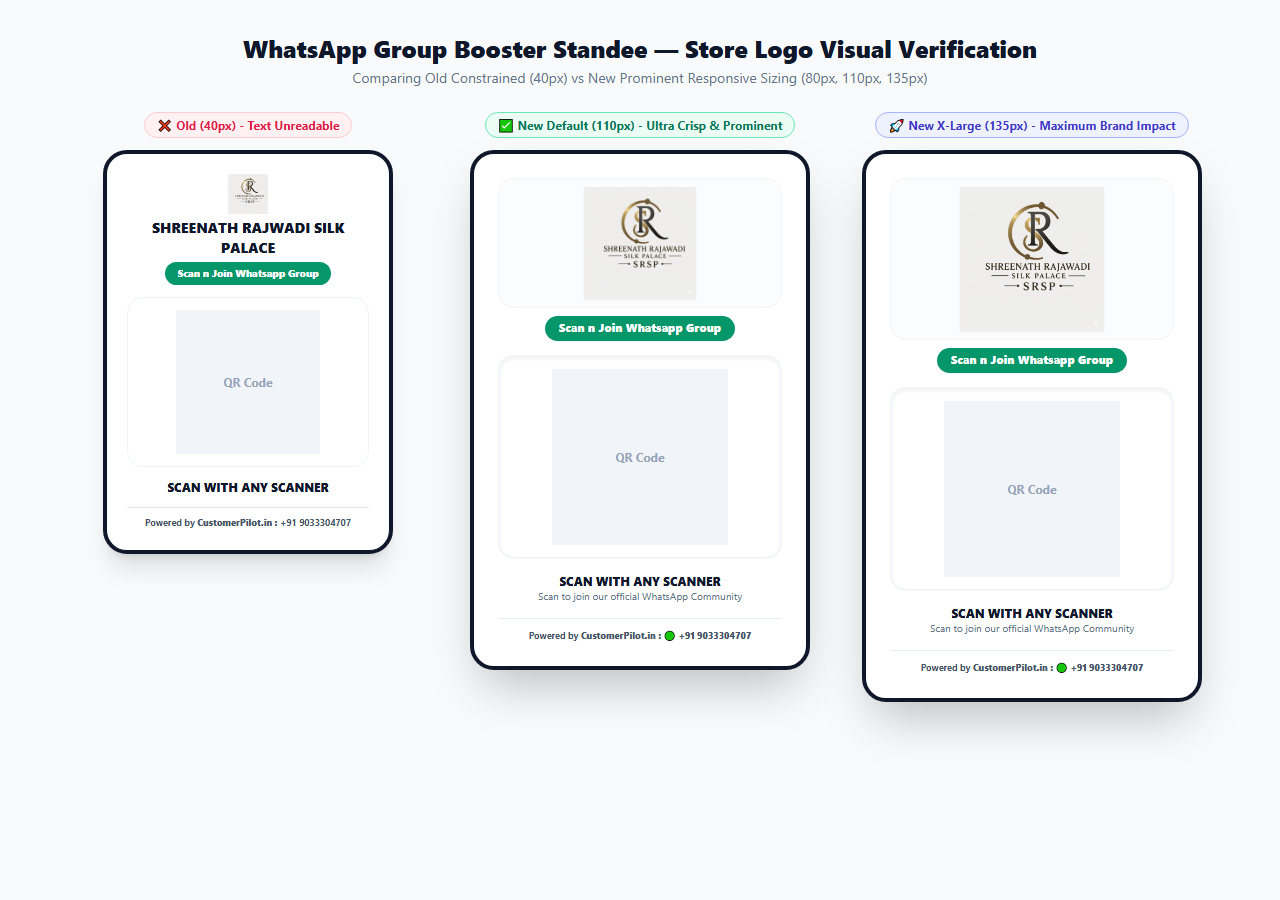 WhatsApp Group Booster Standee — Store Logo Visual Verification
Comparing Old Constrained (40px) vs New Prominent Responsive Sizing (80px, 110px, 135px)
❌ Old (40px) - Text Unreadable
SHREENATH RAJWADI SILK
PALACE
Scan n Join Whatsapp Group
QR Code
SCAN WITH ANY SCANNER
Powered by CustomerPilot.in : +91 9033304707
✅ New Default (110px) - Ultra Crisp & Prominent
SR
SHREENATH RAJAWADI
SILK PALACE
SRSP
Scan n Join Whatsapp Group
QR Code
SCAN WITH ANY SCANNER
Scan to join our official WhatsApp Community
Powered by CustomerPilot.in : 🟢 +91 9033304707
🚀 New X-Large (135px) - Maximum Brand Impact
SR
SHREENATH RAJAWADI
SILK PALACE
SRSP
Scan n Join Whatsapp Group
QR Code
SCAN WITH ANY SCANNER
Scan to join our official WhatsApp Community
Powered by CustomerPilot.in : 🟢 +91 9033304707